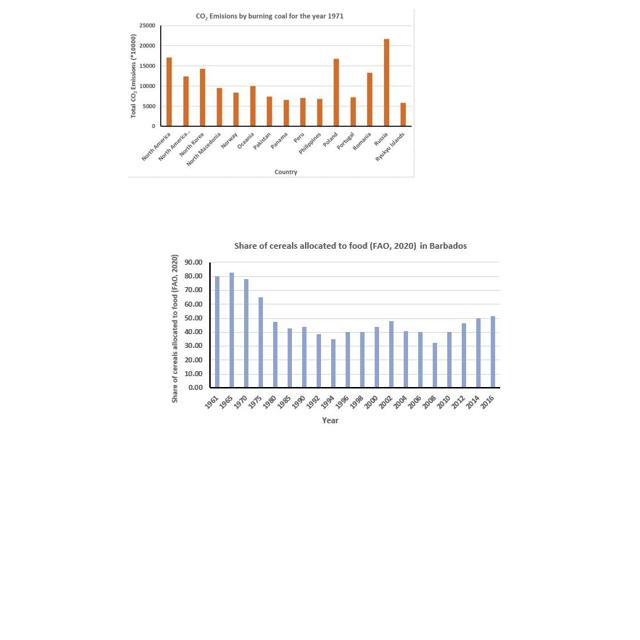 CO2 Emisions by burning coal for the year 1971
Total CO2 Emissions (*10000)
25000
20000
15000
10000
5000
0
North America
North America...
North Korea
North Macedonia
Norway
Oceania
Pakistan
Panama
Peru
Philippines
Poland
Portugal
Romania
Russia
Ryukyu Islands
Country
Share of cereals allocated to food (FAO, 2020) in Barbados
Share of cereals allocated to food (FAO, 2020)
90.00
80.00
70.00
60.00
50.00
40.00
30.00
20.00
10.00
0.00
1961
1965
1970
1975
1980
1985
1990
1992
1994
1996
1998
2000
2002
2004
2006
2008
2010
2012
2014
2016
Year